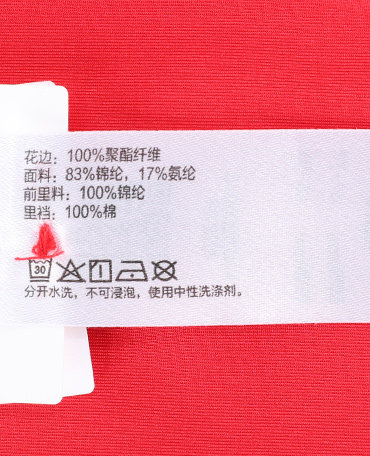 花边：100%聚酯纤维
面料：83%锦纶，17%氨纶
前里料：100%锦纶
里裆：100%棉
30
分开水洗，不可浸泡，使用中性洗涤剂。